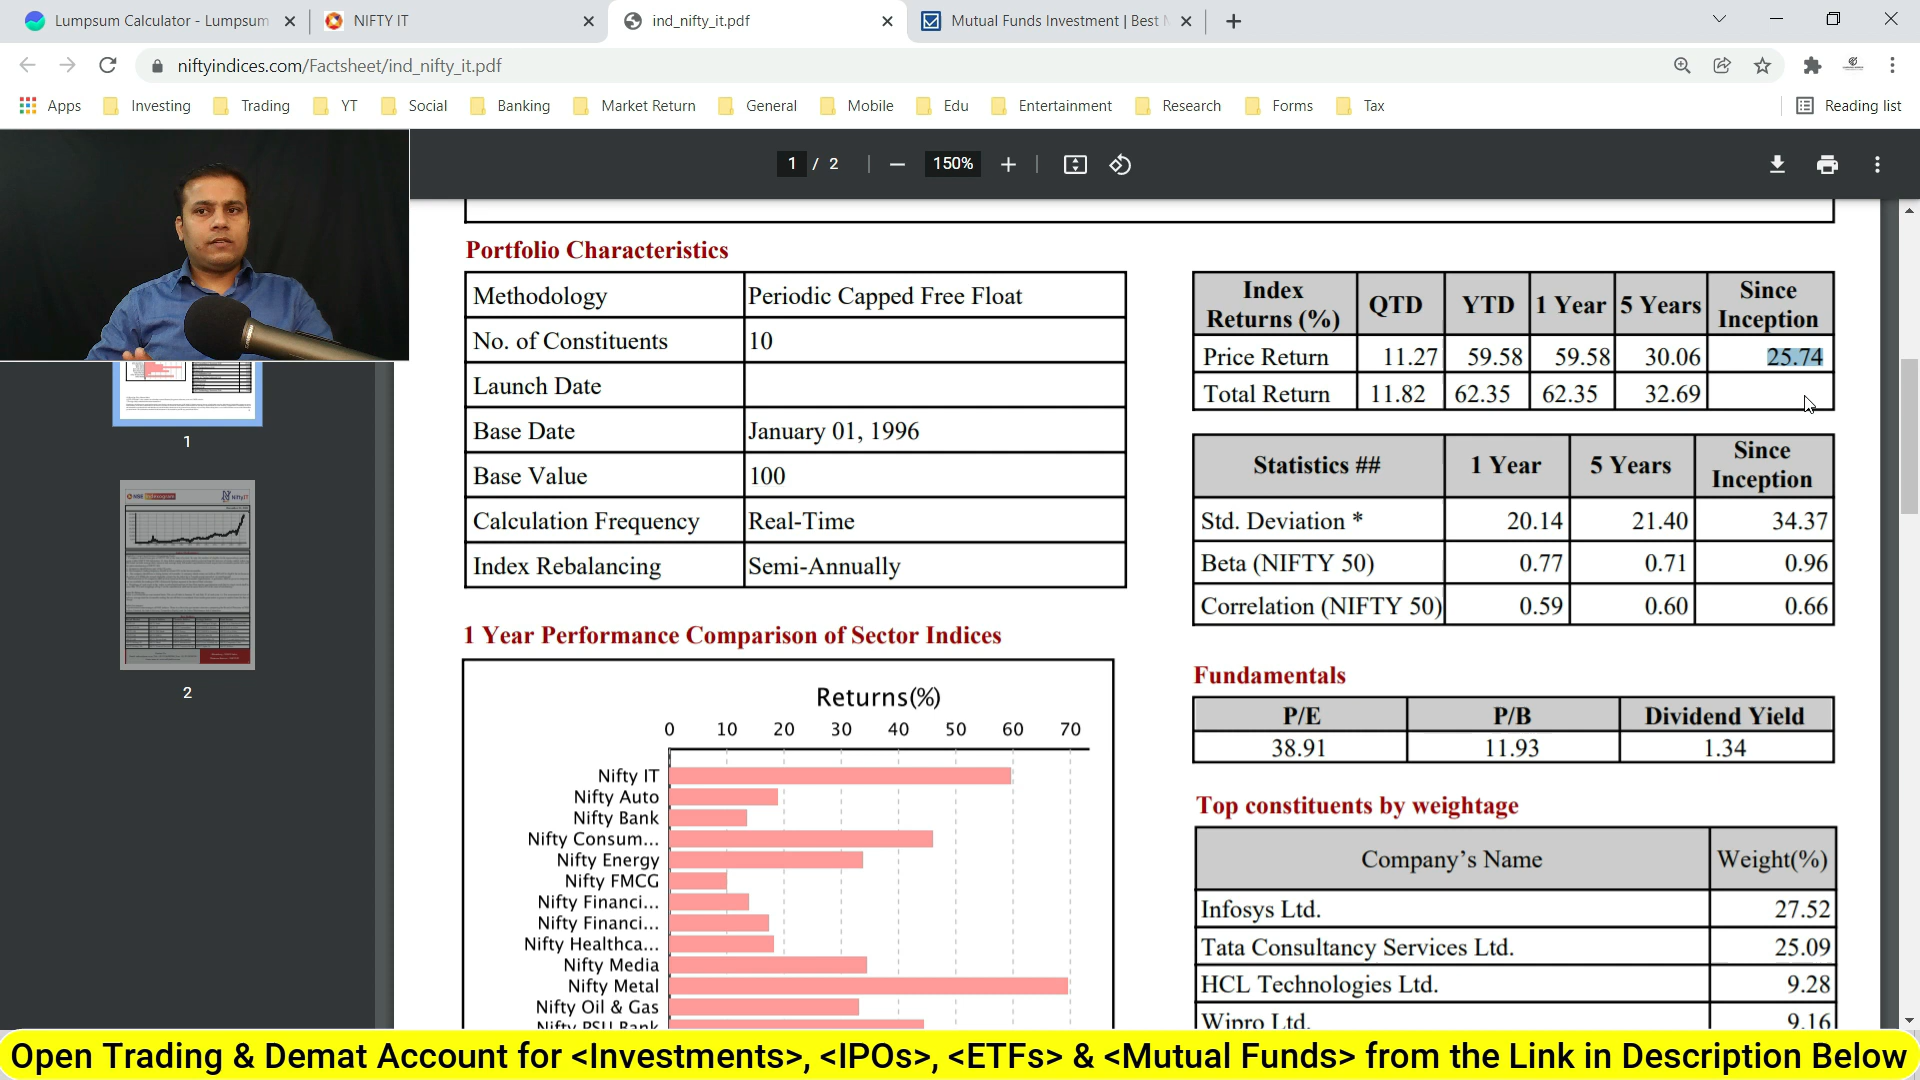 Lumpsum Calculator - Lumpsum
NIFTY IT
ind_nifty_it.pdf
Mutual Funds Investment | Best M
niftyindices.com/Factsheet/ind_nifty_it.pdf
Apps Investing Trading YT Social Banking Market Return General Mobile Edu Entertainment Research Forms Tax Reading list
1 / 2 150%
1
2
Portfolio Characteristics
Methodology Periodic Capped Free Float
No. of Constituents 10
Launch Date
Base Date January 01, 1996
Base Value 100
Calculation Frequency Real-Time
Index Rebalancing Semi-Annually
1 Year Performance Comparison of Sector Indices
Returns(%)
0 10 20 30 40 50 60 70
Nifty IT
Nifty Auto
Nifty Bank
Nifty Consum...
Nifty Energy
Nifty FMCG
Nifty Financi...
Nifty Financi...
Nifty Healthca...
Nifty Media
Nifty Metal
Nifty Oil & Gas
Nifty PSU Bank
Index Returns (%) QTD YTD 1 Year 5 Years Since Inception
Price Return 11.27 59.58 59.58 30.06 25.74
Total Return 11.82 62.35 62.35 32.69
Statistics ## 1 Year 5 Years Since Inception
Std. Deviation * 20.14 21.40 34.37
Beta (NIFTY 50) 0.77 0.71 0.96
Correlation (NIFTY 50) 0.59 0.60 0.66
Fundamentals
P/E P/B Dividend Yield
38.91 11.93 1.34
Top constituents by weightage
Company's Name Weight(%)
Infosys Ltd. 27.52
Tata Consultancy Services Ltd. 25.09
HCL Technologies Ltd. 9.28
Wipro Ltd. 9.16
Open Trading & Demat Account for <Investments>, <IPOs>, <ETFs> & <Mutual Funds> from the Link in Description Below